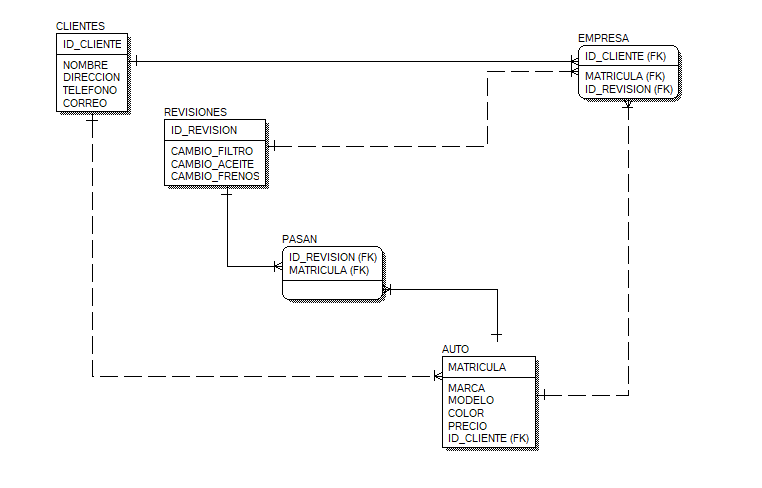 CLIENTES
ID_CLIENTE
NOMBRE
DIRECCION
TELEFONO
CORREO
EMPRESA
ID_CLIENTE (FK)
MATRICULA (FK)
ID_REVISION (FK)
REVISIONES
ID_REVISION
CAMBIO_FILTRO
CAMBIO_ACEITE
CAMBIO_FRENOS
PASAN
ID_REVISION (FK)
MATRICULA (FK)
AUTO
MATRICULA
MARCA
MODELO
COLOR
PRECIO
ID_CLIENTE (FK)